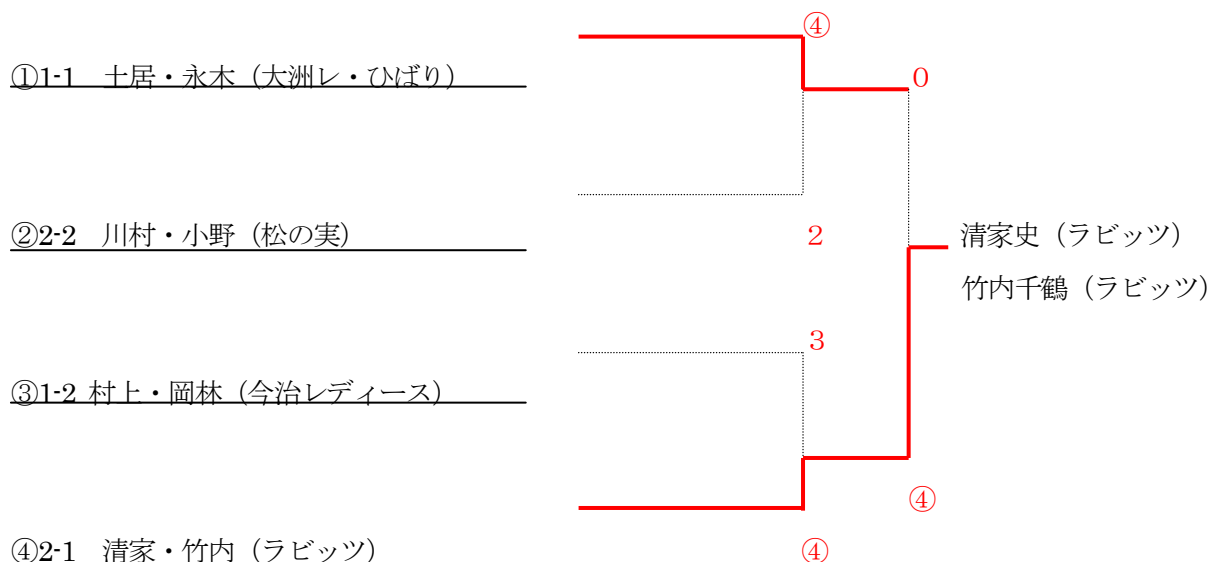 ④
①1-1 土居・永木（大洲レ・ひばり）
0
②2-2 川村・小野（松の実）
2
清家史（ラビッツ）
竹内千鶴（ラビッツ）
3
③1-2 村上・岡林（今治レディース）
④
④2-1 清家・竹内（ラビッツ）
④